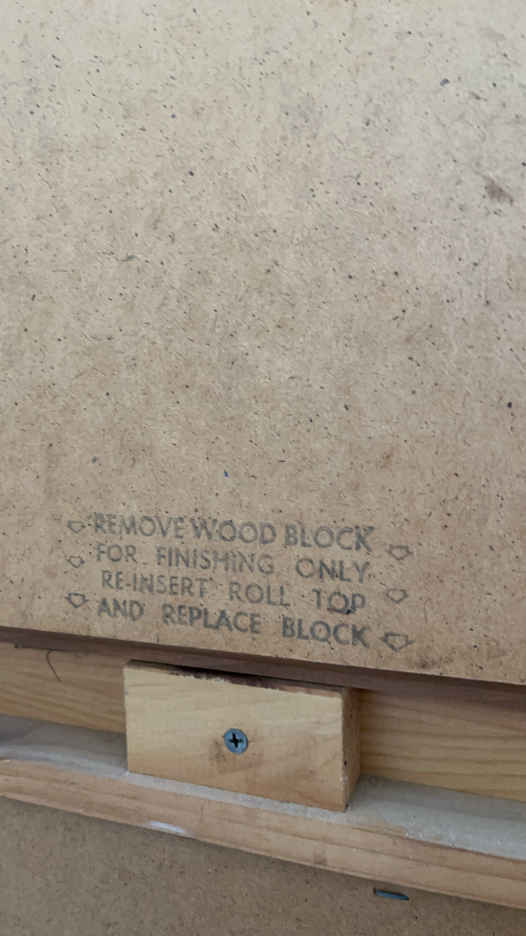 REMOVE WOOD BLOCK
FOR FINISHING ONLY
RE-INSERT ROLL TOP
AND REPLACE BLOCK